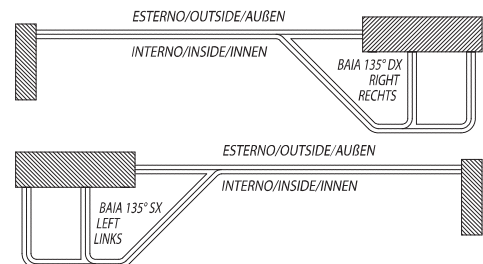 ESTERNO/OUTSIDE/AUßEN
INTERNO/INSIDE/INNEN
BAIA 135° DX
RIGHT
RECHTS
ESTERNO/OUTSIDE/AUßEN
INTERNO/INSIDE/INNEN
BAIA 135° SX
LEFT
LINKS